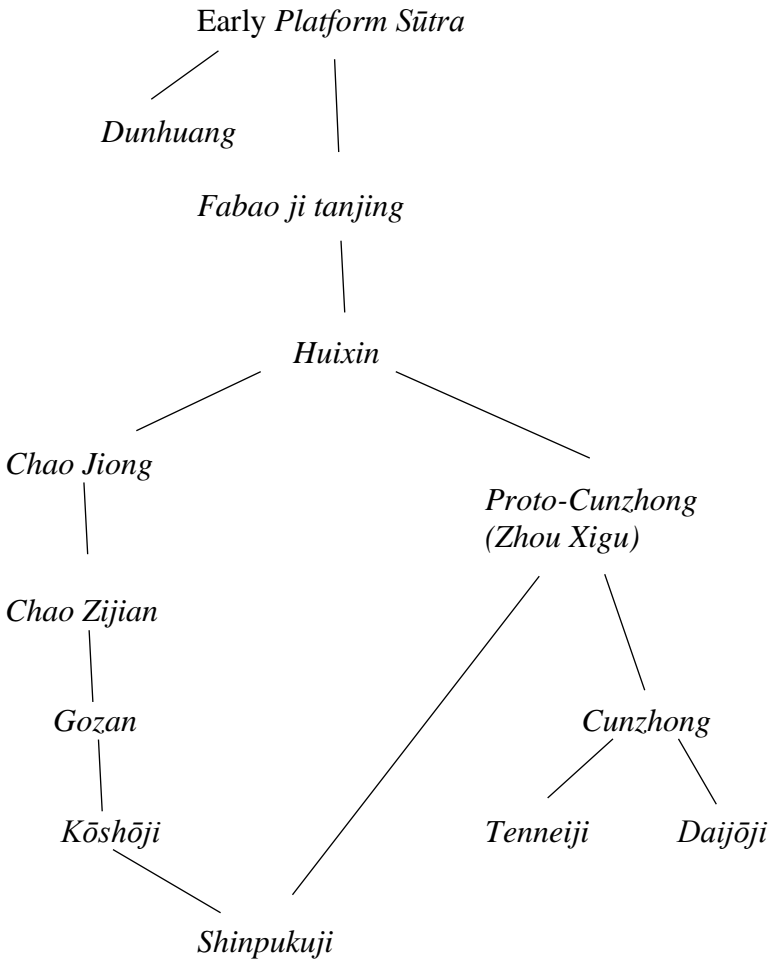 Early Platform Sūtra
Dunhuang
Fabao ji tanjing
Huixin
Chao Jiong
Proto-Cunzhong
(Zhou Xigu)
Chao Zijian
Gozan
Cunzhong
Kōshōji
Tenneiji
Daijōji
Shinpukuji